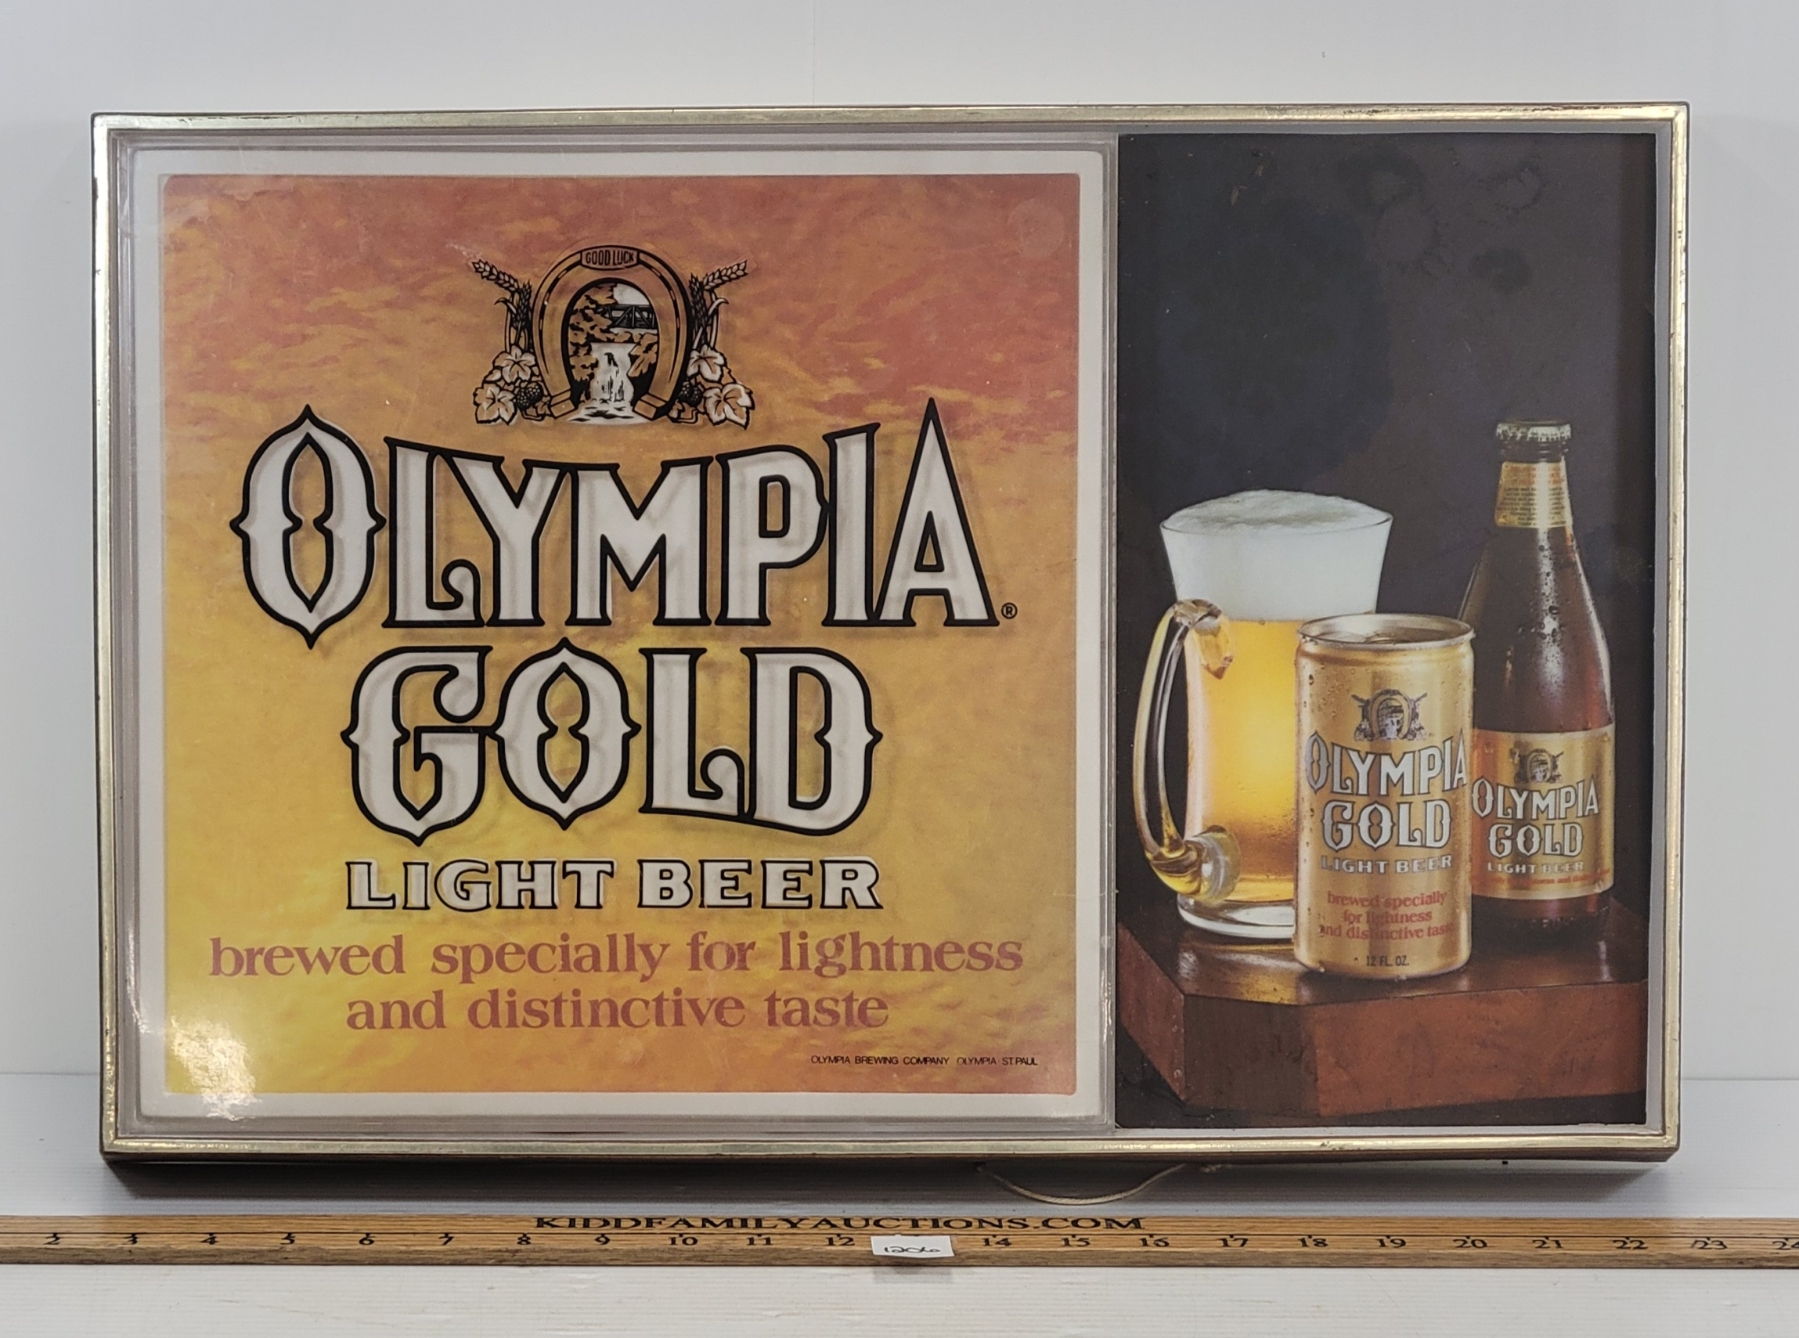 GOOD LUCK
OLYMPIA®
GOLD
LIGHT BEER
brewed specially for lightness
and distinctive taste
OLYMPIA BREWING COMPANY OLYMPIA ST PAUL
OLYMPIA
GOLD
LIGHT BEER
brewed specially
for lightness
and distinctive taste
12 FL. OZ.
OLYMPIA
GOLD
LIGHT BEER
KIDDFAMILYAUCTIONS.COM
2 3 4 5 6 7 8 9 10 11 12 14 15 16 17 18 19 20 21 22 23 24
1206